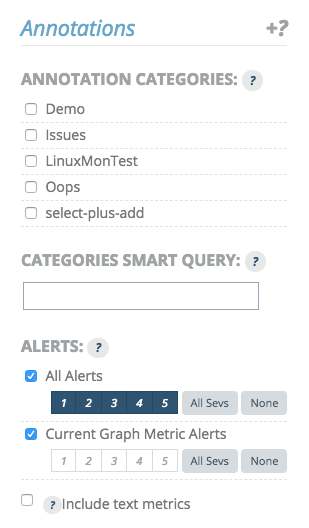 Annotations +?
ANNOTATION CATEGORIES: ?
Demo
Issues
LinuxMonTest
Oops
select-plus-add
CATEGORIES SMART QUERY: ?
ALERTS: ?
All Alerts
1 2 3 4 5 All Sevs None
Current Graph Metric Alerts
1 2 3 4 5 All Sevs None
? Include text metrics